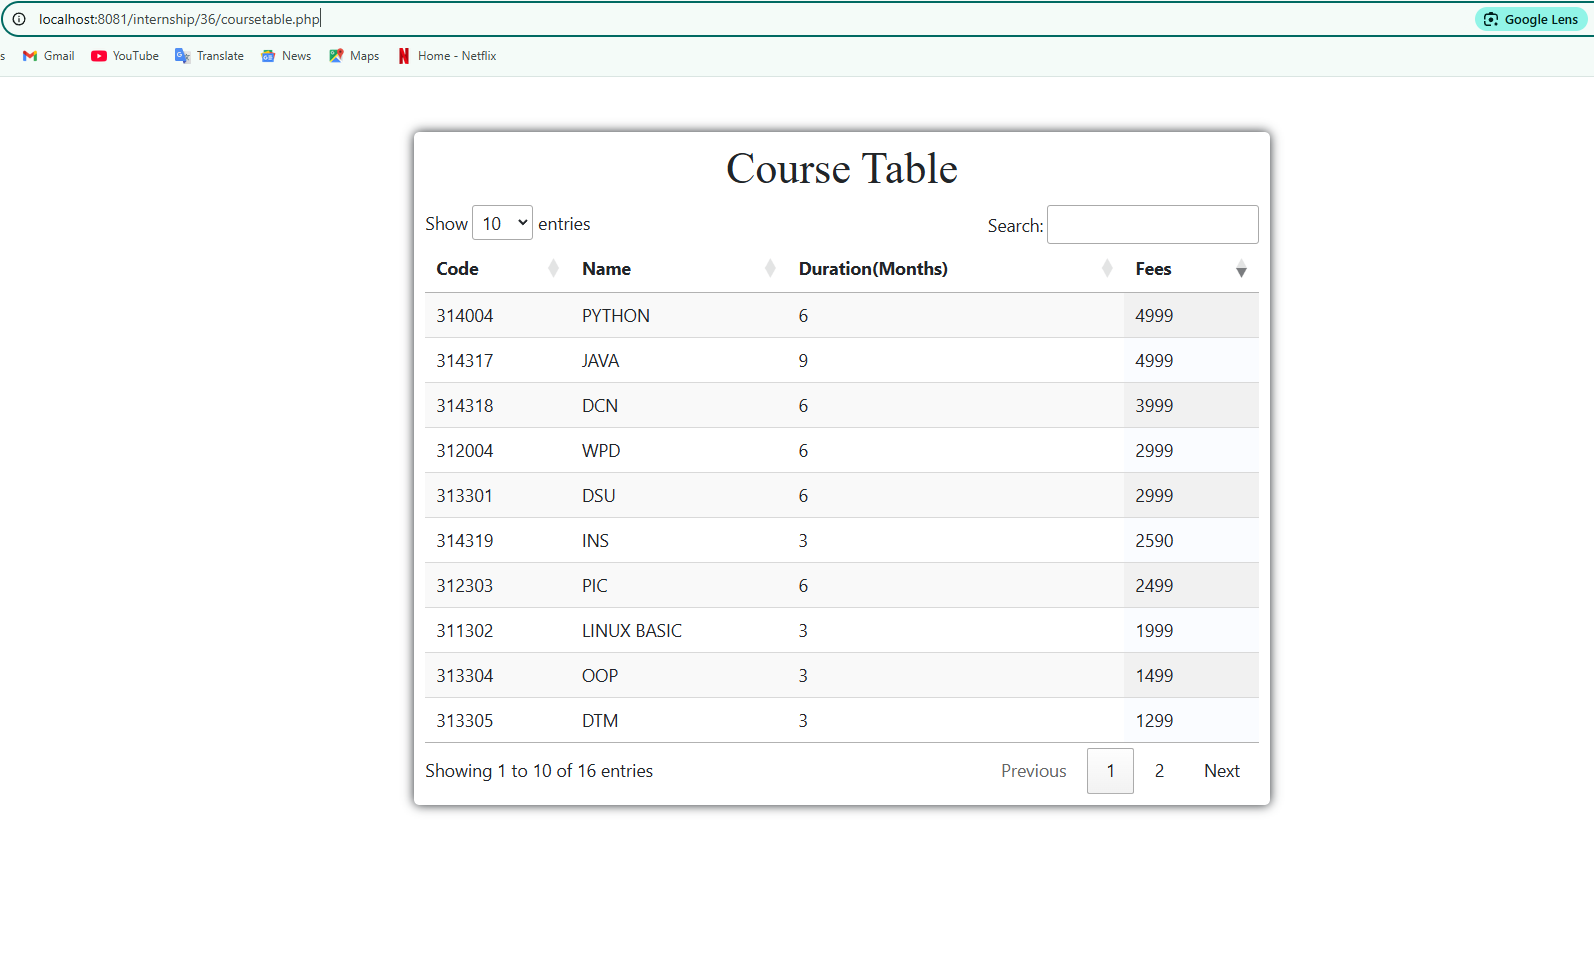 localhost:8081/internship/36/coursetable.php Google Lens
s Gmail YouTube Translate News Maps Home - Netflix
Course Table
Show 10 entries Search:
Code Name Duration(Months) Fees
314004 PYTHON 6 4999
314317 JAVA 9 4999
314318 DCN 6 3999
312004 WPD 6 2999
313301 DSU 6 2999
314319 INS 3 2590
312303 PIC 6 2499
311302 LINUX BASIC 3 1999
313304 OOP 3 1499
313305 DTM 3 1299
Showing 1 to 10 of 16 entries Previous 1 2 Next